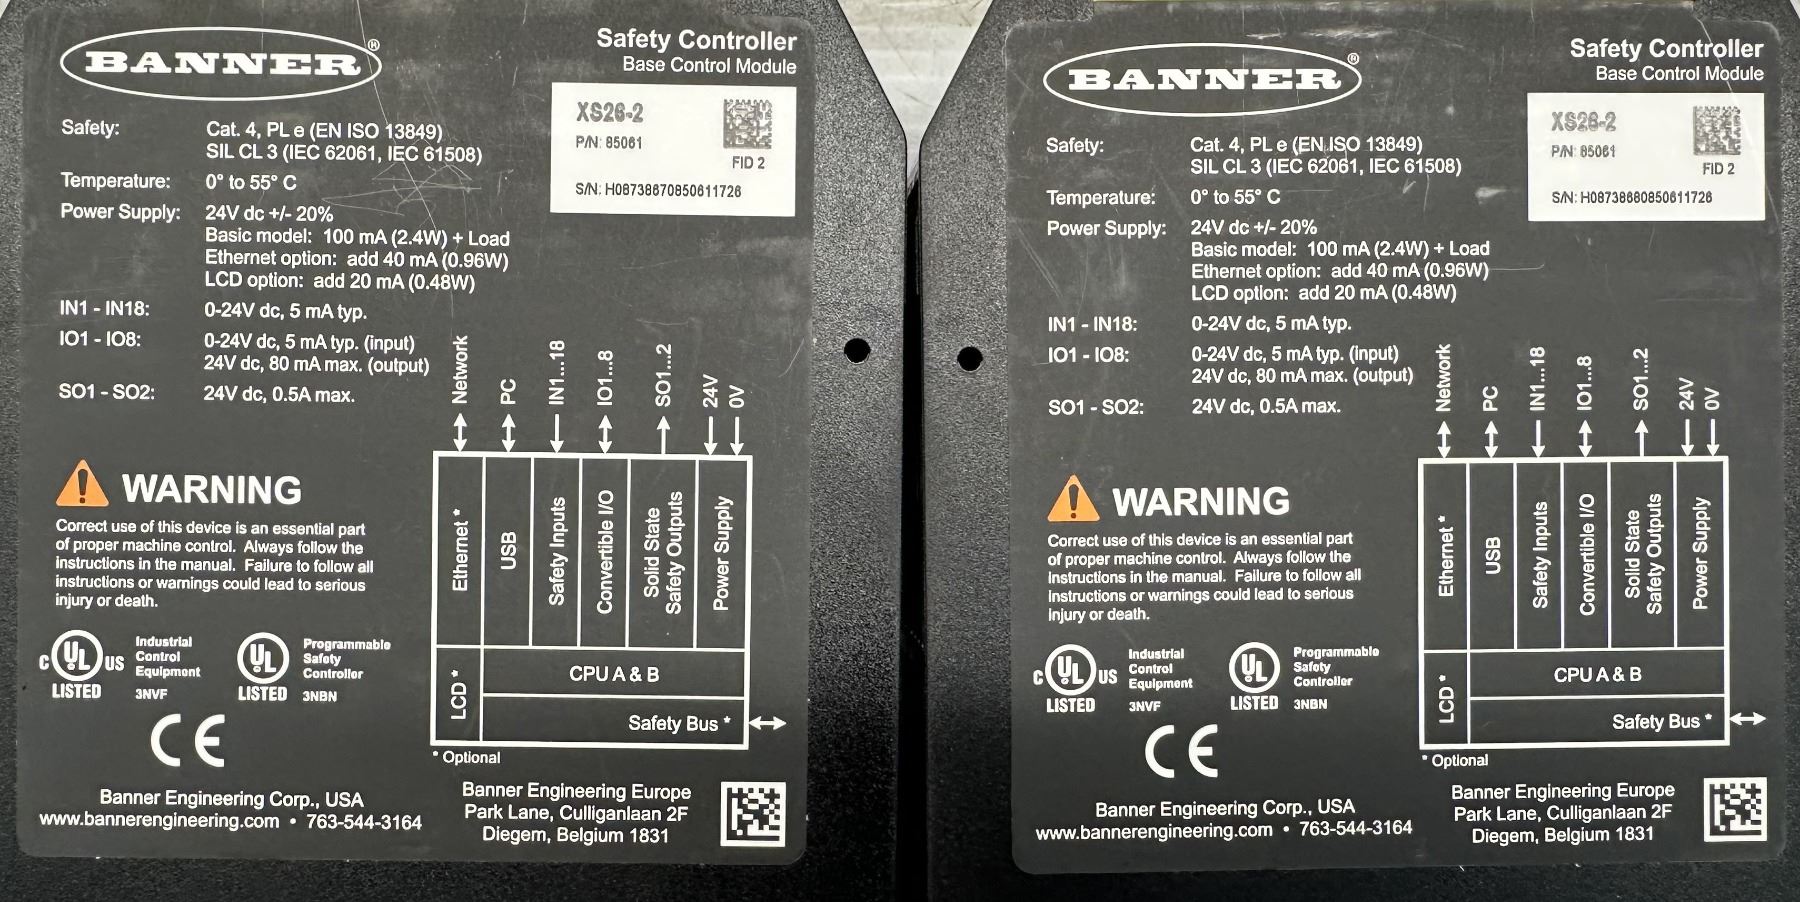 BANNER®
Safety Controller
Base Control Module
XS26-2
P/N: 85061
FID 2
S/N: H08738670850611726
Safety: Cat. 4, PL e (EN ISO 13849)
SIL CL 3 (IEC 62061, IEC 61508)
Temperature: 0° to 55° C
Power Supply: 24V dc +/- 20%
Basic model: 100 mA (2.4W) + Load
Ethernet option: add 40 mA (0.96W)
LCD option: add 20 mA (0.48W)
IN1 - IN18: 0-24V dc, 5 mA typ.
IO1 - IO8: 0-24V dc, 5 mA typ. (input)
24V dc, 80 mA max. (output)
SO1 - SO2: 24V dc, 0.5A max.
Network
PC
IN1...18
IO1...8
SO1...2
24V
0V
Ethernet *
USB
Safety Inputs
Convertible I/O
Solid State
Safety Outputs
Power Supply
LCD *
CPU A & B
Safety Bus *
* Optional
WARNING
Correct use of this device is an essential part
of proper machine control. Always follow the
instructions in the manual. Failure to follow all
instructions or warnings could lead to serious
injury or death.
C UL US
LISTED
Industrial
Control
Equipment
3NVF
UL
LISTED
Programmable
Safety
Controller
3NBN
CE
Banner Engineering Corp., USA
www.bannerengineering.com • 763-544-3164
Banner Engineering Europe
Park Lane, Culliganlaan 2F
Diegem, Belgium 1831
BANNER®
Safety Controller
Base Control Module
XS26-2
P/N: 85061
FID 2
S/N: H08738680850611726
Safety: Cat. 4, PL e (EN ISO 13849)
SIL CL 3 (IEC 62061, IEC 61508)
Temperature: 0° to 55° C
Power Supply: 24V dc +/- 20%
Basic model: 100 mA (2.4W) + Load
Ethernet option: add 40 mA (0.96W)
LCD option: add 20 mA (0.48W)
IN1 - IN18: 0-24V dc, 5 mA typ.
IO1 - IO8: 0-24V dc, 5 mA typ. (input)
24V dc, 80 mA max. (output)
SO1 - SO2: 24V dc, 0.5A max.
Network
PC
IN1...18
IO1...8
SO1...2
24V
0V
Ethernet *
USB
Safety Inputs
Convertible I/O
Solid State
Safety Outputs
Power Supply
LCD *
CPU A & B
Safety Bus *
* Optional
WARNING
Correct use of this device is an essential part
of proper machine control. Always follow the
instructions in the manual. Failure to follow all
instructions or warnings could lead to serious
injury or death.
C UL US
LISTED
Industrial
Control
Equipment
3NVF
UL
LISTED
Programmable
Safety
Controller
3NBN
CE
Banner Engineering Corp., USA
www.bannerengineering.com • 763-544-3164
Banner Engineering Europe
Park Lane, Culliganlaan 2F
Diegem, Belgium 1831